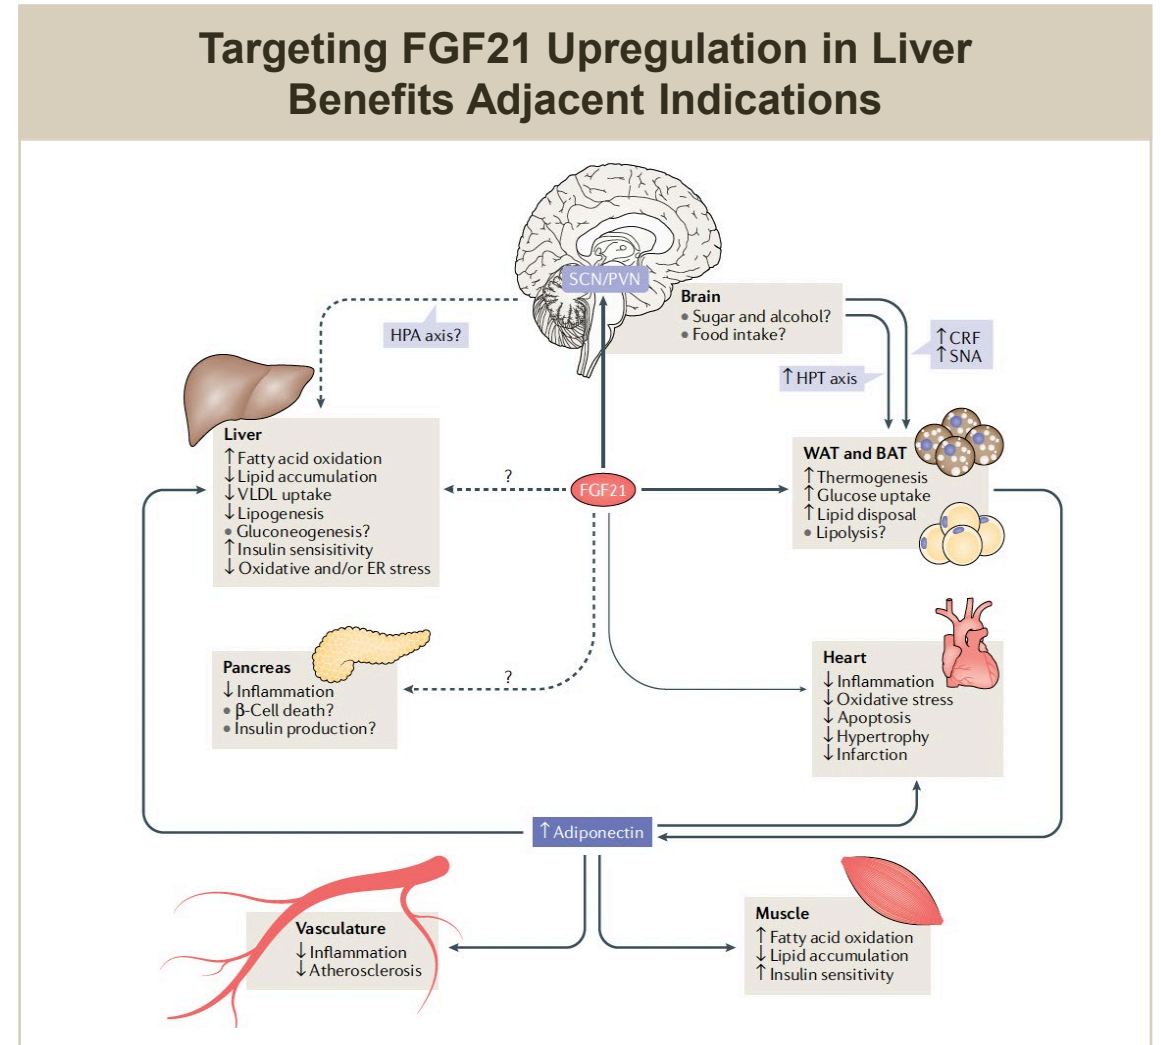 Targeting FGF21 Upregulation in Liver
Benefits Adjacent Indications
SCN/PVN
Brain
• Sugar and alcohol?
• Food intake?
HPA axis?
↑ CRF
↑ SNA
↑ HPT axis
Liver
↑ Fatty acid oxidation
↓ Lipid accumulation
↓ VLDL uptake
↓ Lipogenesis
• Gluconeogenesis?
↑ Insulin sensisitivity
↓ Oxidative and/or ER stress
?
FGF21
WAT and BAT
↑ Thermogenesis
↑ Glucose uptake
↑ Lipid disposal
• Lipolysis?
Pancreas
↓ Inflammation
• β-Cell death?
• Insulin production?
?
Heart
↓ Inflammation
↓ Oxidative stress
↓ Apoptosis
↓ Hypertrophy
↓ Infarction
↑ Adiponectin
Vasculature
↓ Inflammation
↓ Atherosclerosis
Muscle
↑ Fatty acid oxidation
↓ Lipid accumulation
↑ Insulin sensitivity